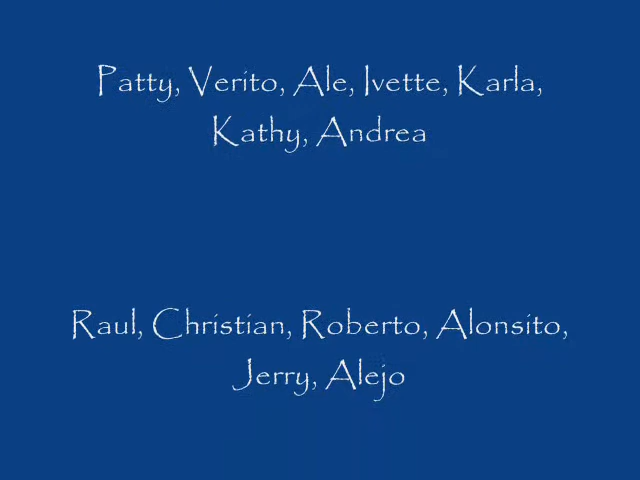 Patty, Verito, Ale, Ivette, Karla,
Kathy, Andrea
Raul, Christian, Roberto, Alonsito,
Jerry, Alejo